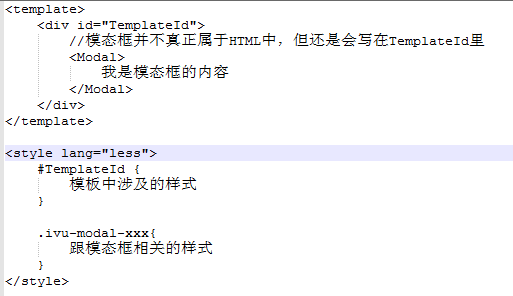 <template>
<div id="TemplateId">
//模态框并不真正属于HTML中，但还是会写在TemplateId里
<Modal>
我是模态框的内容
</Modal>
</div>
</template>
<style lang="less">
#TemplateId {
模板中涉及的样式
}
.ivu-modal-xxx{
跟模态框相关的样式
}
</style>